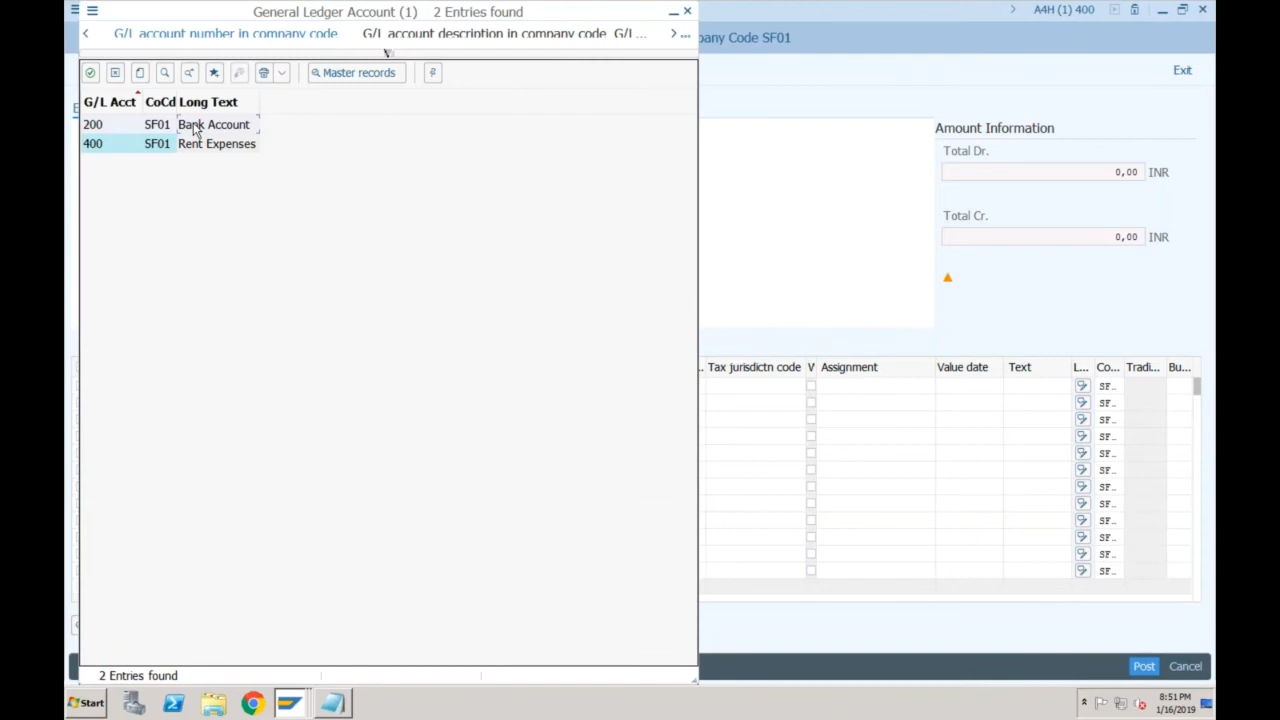 General Ledger Account (1) 2 Entries found
A4H (1) 400
G/L account number in company code G/L account description in company code G/L ...
pany Code SF01
Master records
Exit
G/L Acct CoCd Long Text
200 SF01 Bank Account
400 SF01 Rent Expenses
Amount Information
Total Dr.
0,00 INR
Total Cr.
0,00 INR
Tax jurisdictn code V Assignment Value date Text L... Co... Tradi... Bu...
SF..
SF..
SF..
SF..
SF..
SF..
SF..
SF..
SF..
SF..
SF..
SF..
2 Entries found
Post Cancel
Start
8:51 PM
1/16/2019